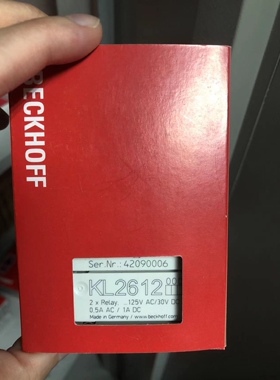 BECKHOFF
Ser.Nr.: 42090006
KL2612
2 x Relay, ...125V AC/30V DC
0.5A AC / 1A DC
Made in Germany / www.beckhoff.com